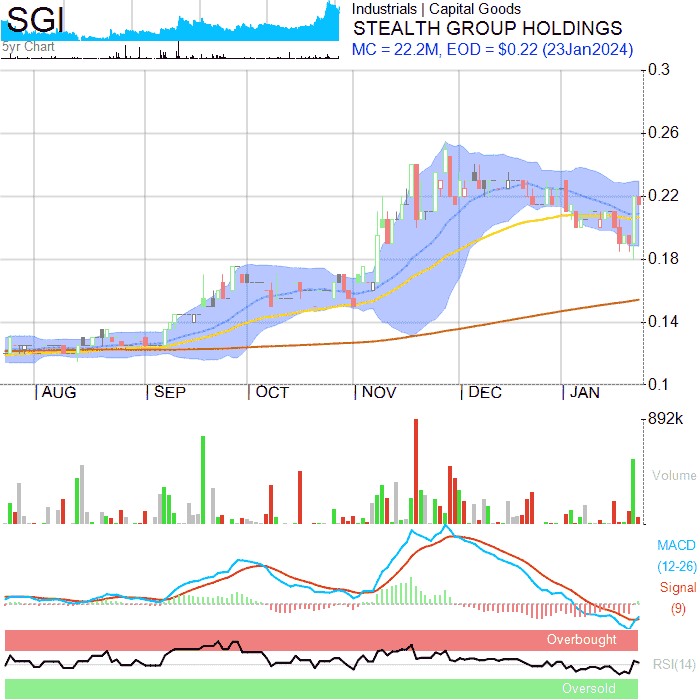 SGI
5yr Chart
Industrials | Capital Goods
STEALTH GROUP HOLDINGS
MC = 22.2M, EOD = $0.22 (23Jan2024)
0.3
0.26
0.22
0.18
0.14
0.1
|AUG |SEP |OCT |NOV |DEC |JAN
892k
Volume
MACD
(12-26)
Signal
(9)
Overbought
RSI(14)
Oversold